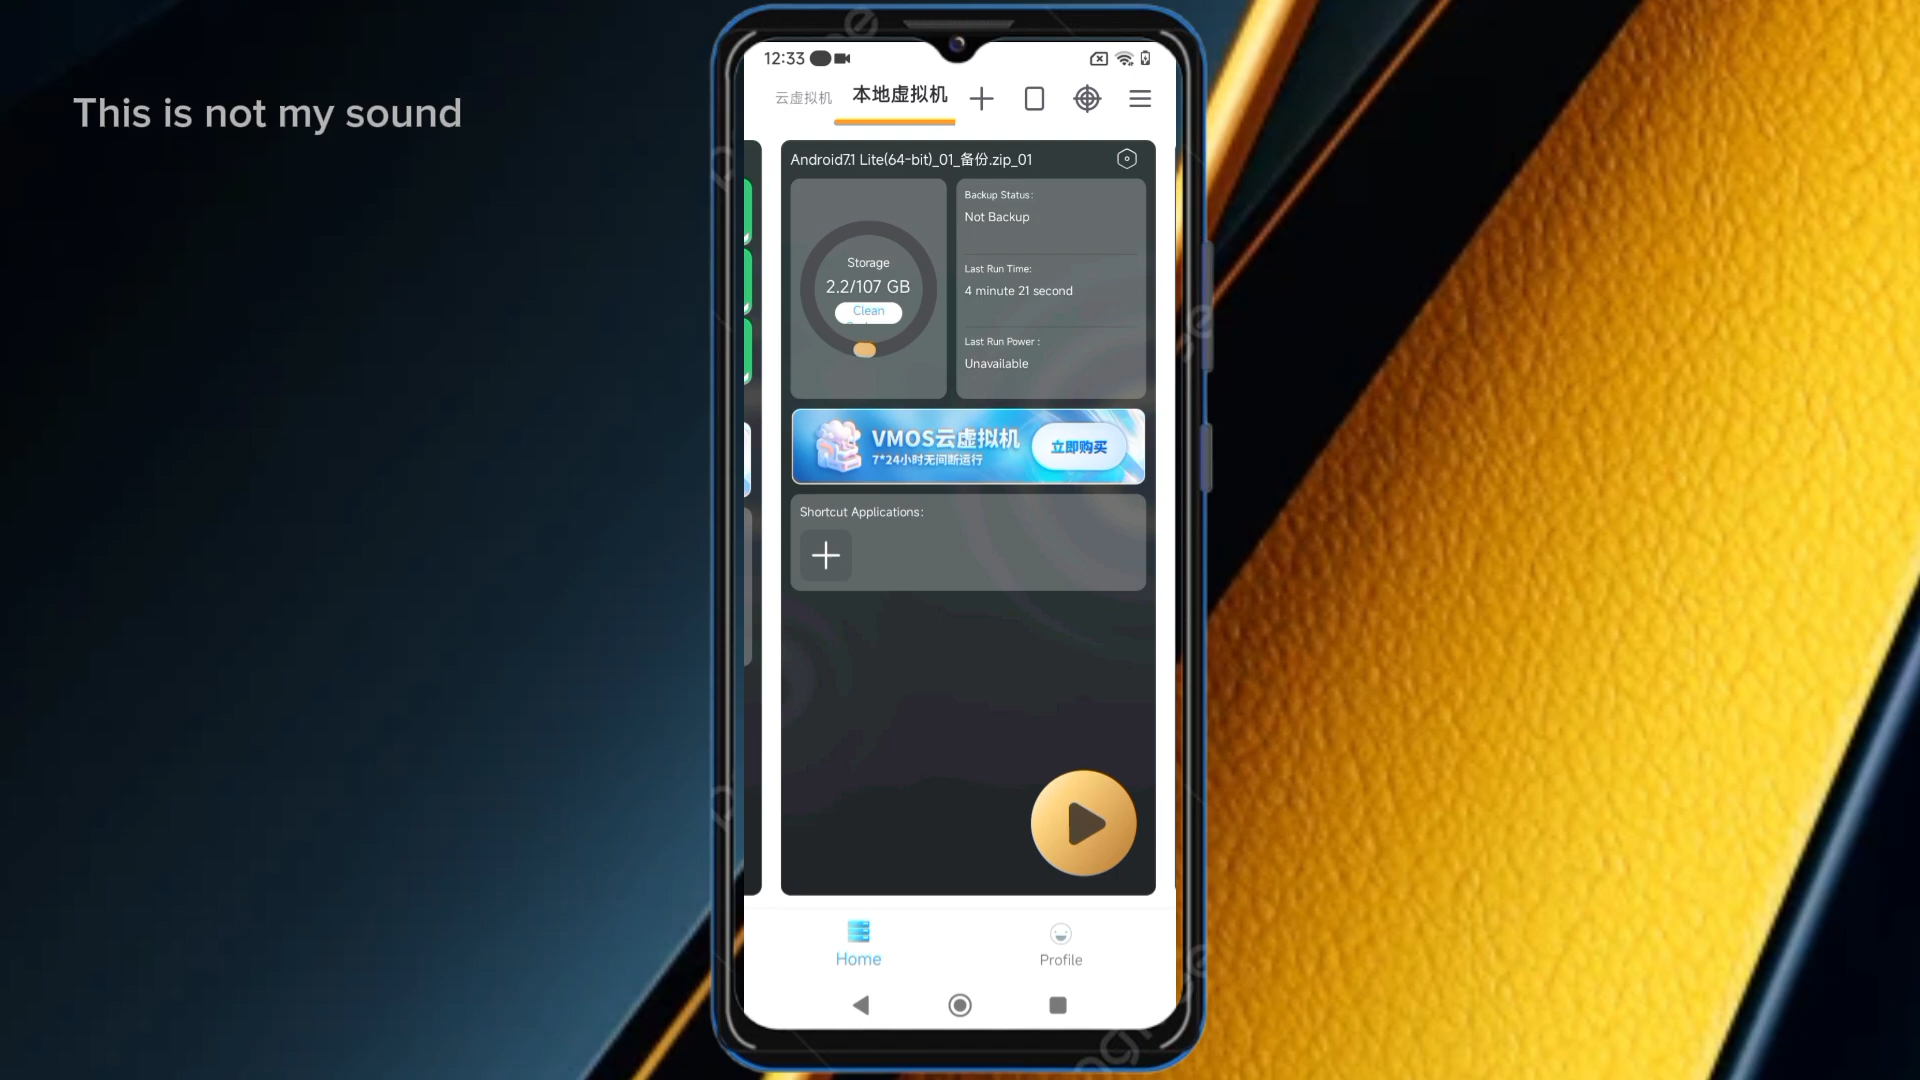 This is not my sound
12:33
云虚拟机
本地虚拟机
Android7.1 Lite(64-bit)_01_备份.zip_01
Storage
2.2/107 GB
Clean
Backup Status:
Not Backup
Last Run Time:
4 minute 21 second
Last Run Power :
Unavailable
VMOS云虚拟机
7*24小时无间断运行
立即购买
Shortcut Applications:
Home
Profile